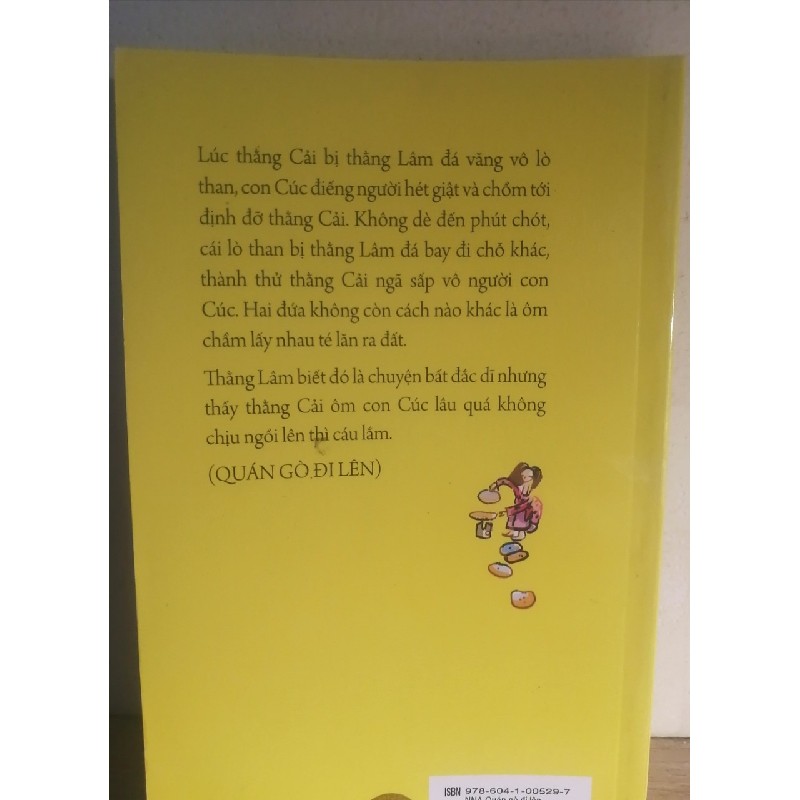 Lúc thằng Cải bị thằng Lâm đá văng vô lò
than, con Cúc điếng người hét giật và chồm tới
định đỡ thằng Cải. Không dè đến phút chót,
cái lò than bị thằng Lâm đá bay đi chỗ khác,
thành thử thằng Cải ngã sấp vô người con
Cúc. Hai đứa không còn cách nào khác là ôm
chầm lấy nhau té lăn ra đất.
Thằng Lâm biết đó là chuyện bất đắc dĩ nhưng
thấy thằng Cải ôm con Cúc lâu quá không
chịu ngồi lên thì cáu lắm.
(QUÁN GÒ ĐI LÊN)
ISBN 978-604-1-00529-7
NNA Quán gò đi lên